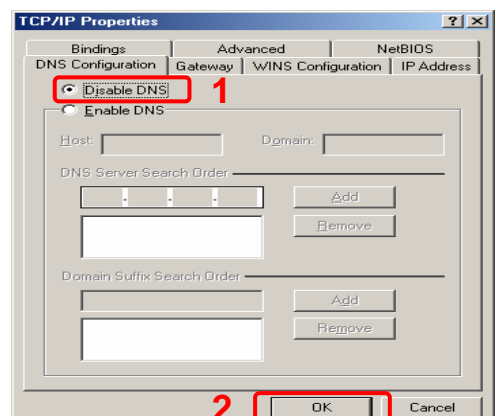 TCP/IP Properties
Bindings Advanced NetBIOS
DNS Configuration Gateway WINS Configuration IP Address
Disable DNS 1
Enable DNS
Host: Domain:
DNS Server Search Order
. . . Add
Remove
Domain Suffix Search Order
Add
Remove
2 OK Cancel